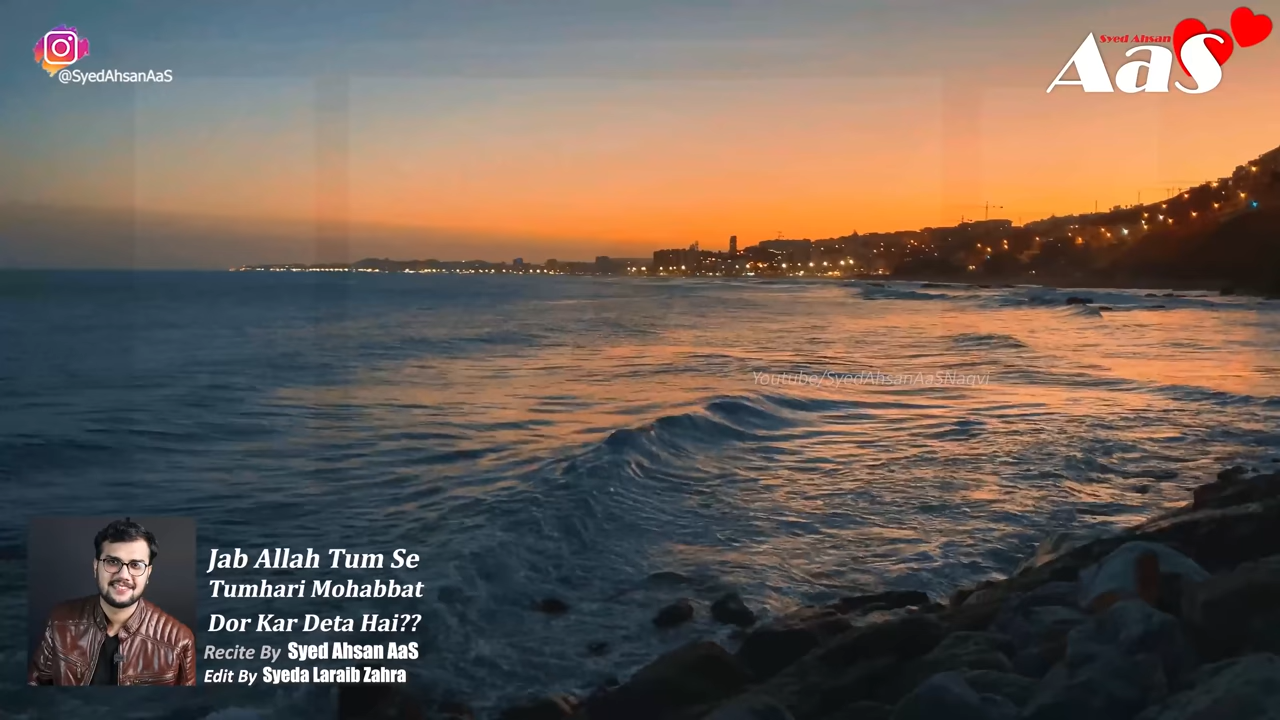 @SyedAhsanAaS
Syed Ahsan
AaS
Youtube/SyedAhsanAaSNaqvi
Jab Allah Tum Se
Tumhari Mohabbat
Dor Kar Deta Hai??
Recite By Syed Ahsan AaS
Edit By Syeda Laraib Zahra